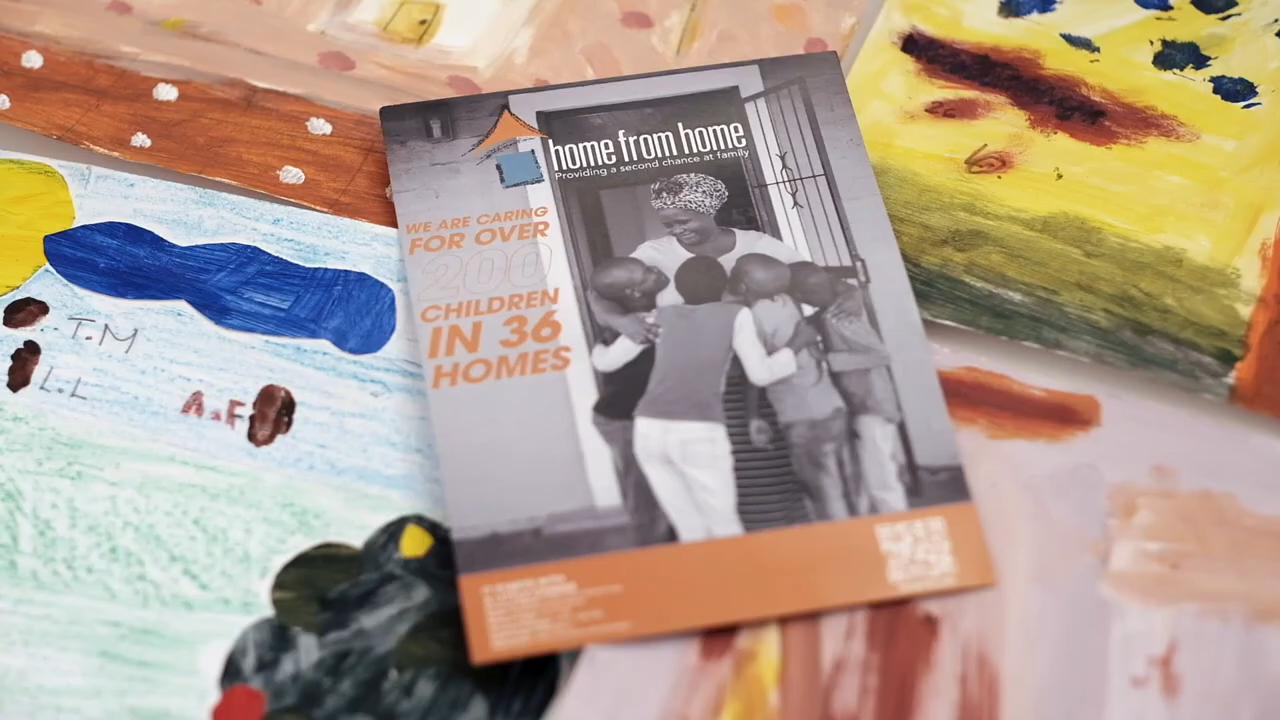 home from home
Providing a second chance at family
WE ARE CARING
FOR OVER
200
CHILDREN
IN 36
HOMES
T.M
L.L
A.F